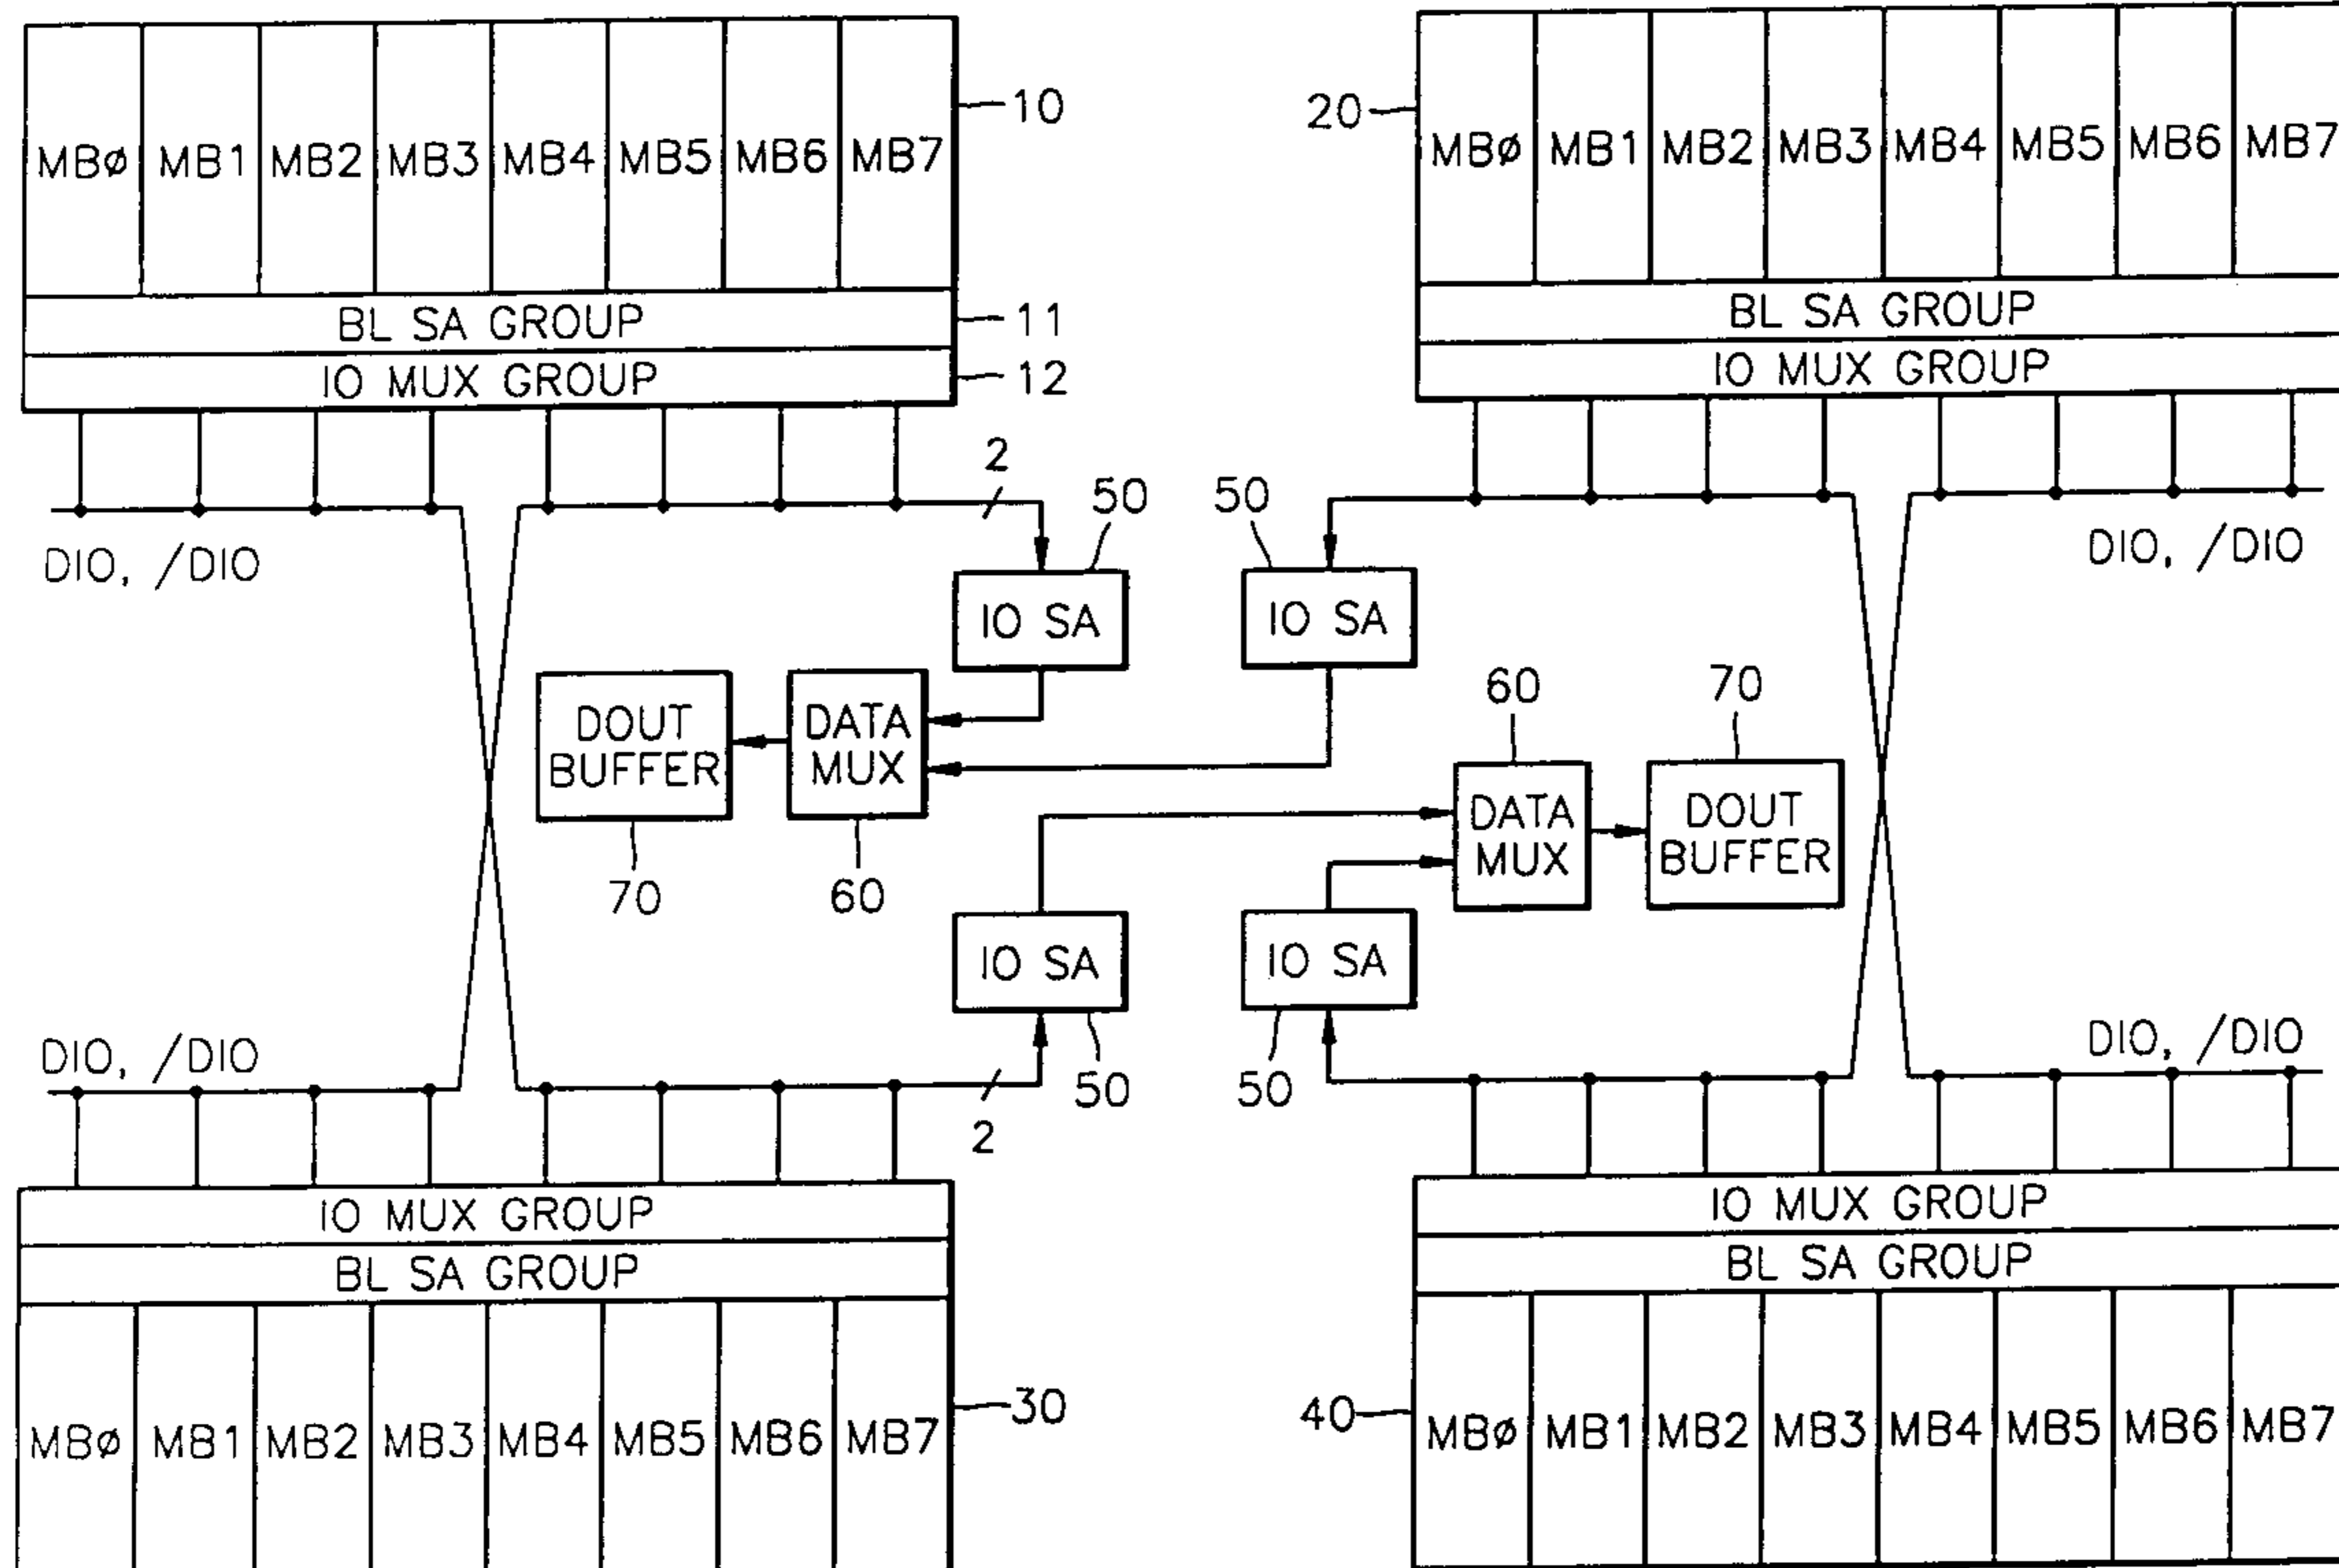 MBø MB1 MB2 MB3 MB4 MB5 MB6 MB7
10
BL SA GROUP
11
IO MUX GROUP
12
20
MBø MB1 MB2 MB3 MB4 MB5 MB6 MB7
BL SA GROUP
IO MUX GROUP
2
50
50
DIO, /DIO
DIO, /DIO
IO SA
IO SA
DOUT
BUFFER
70
DATA
MUX
60
60
70
DATA
MUX
DOUT
BUFFER
IO SA
IO SA
50
50
DIO, /DIO
DIO, /DIO
2
IO MUX GROUP
BL SA GROUP
MBø MB1 MB2 MB3 MB4 MB5 MB6 MB7
30
IO MUX GROUP
BL SA GROUP
40
MBø MB1 MB2 MB3 MB4 MB5 MB6 MB7